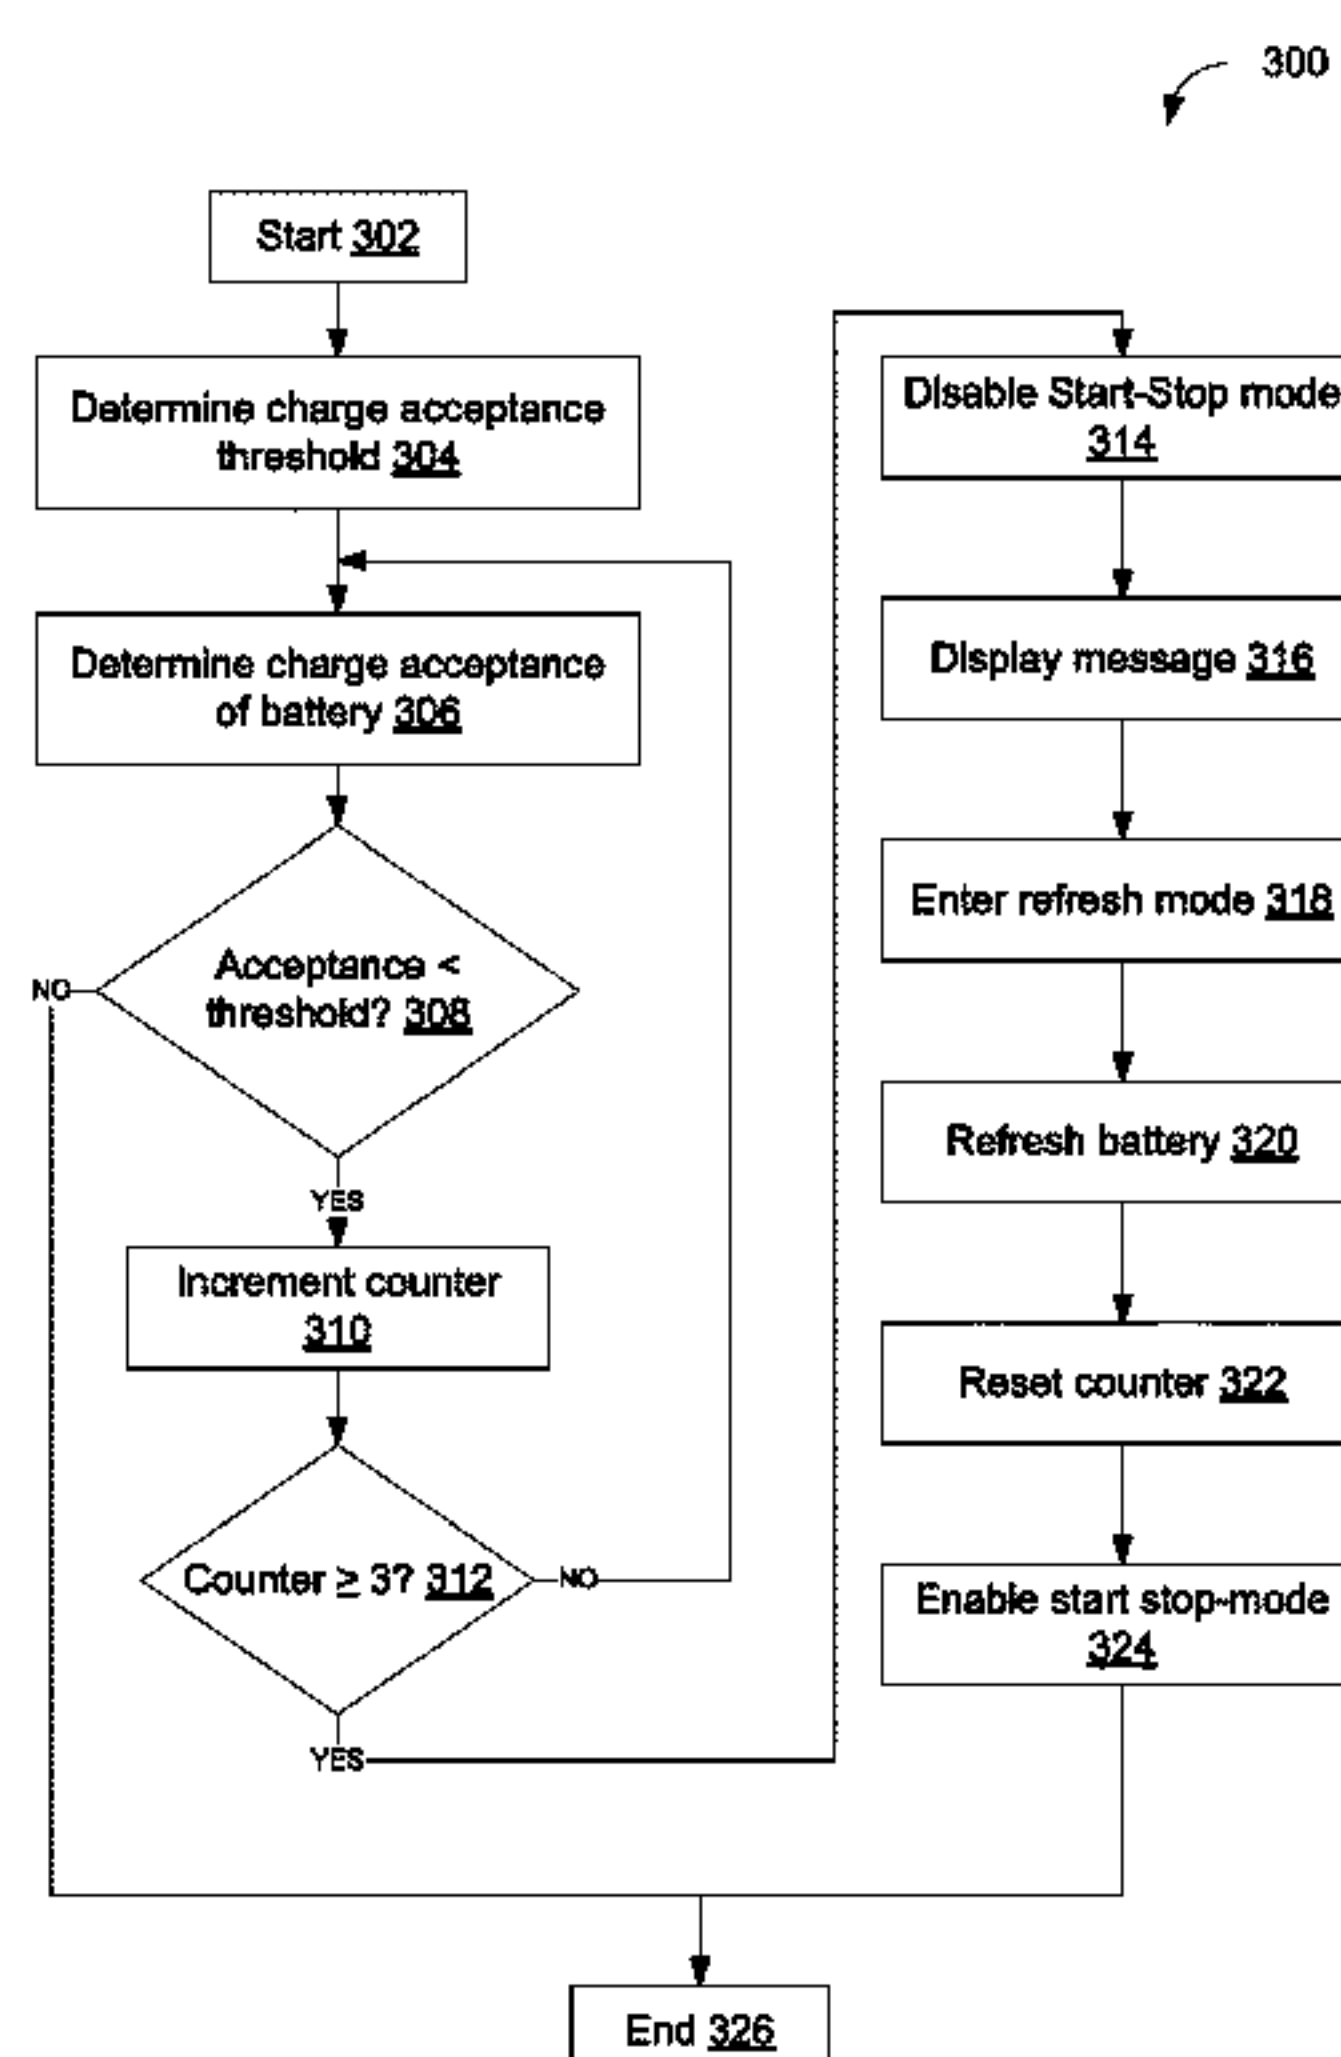 300
Start 302
Determine charge acceptance
threshold 304
Determine charge acceptance
of battery 306
Acceptance <
threshold? 308
NO
YES
Increment counter
310
Counter ≥ 3? 312
NO
YES
Disable Start-Stop mode
314
Display message 316
Enter refresh mode 318
Refresh battery 320
Reset counter 322
Enable start stop-mode
324
End 326